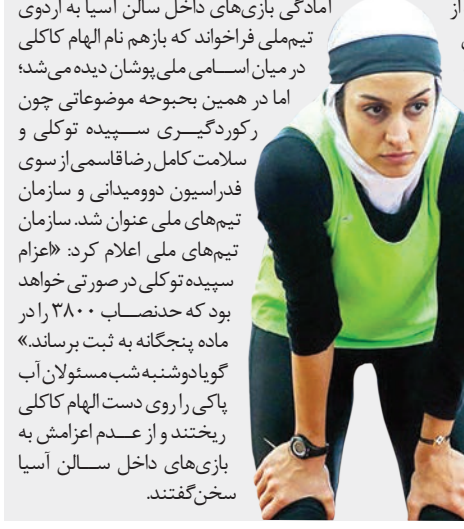 از
آمادگی بازی‌های داخل سالن آسیا به اردوی
تیم‌ملی فراخواند که بازهم نام الهام کاکلی
در میان اسامی ملی‌پوشان دیده می‌شد؛
اما در همین بحبوحه موضوعاتی چون
رکوردگیری سپیده توکلی و
سلامت کامل رضا قاسمی از سوی
فدراسیون دوومیدانی و سازمان
تیم‌های ملی عنوان شد. سازمان
تیم‌های ملی اعلام کرد: «اعزام
سپیده توکلی در صورتی خواهد
بود که حدنصاب ۳۸۰۰ را در
ماده پنجگانه به ثبت برساند.»
گویا دوشنبه شب مسئولان آب
پاکی را روی دست الهام کاکلی
ریختند و از عدم اعزامش به
بازی‌های داخل سالن آسیا
سخن گفتند.